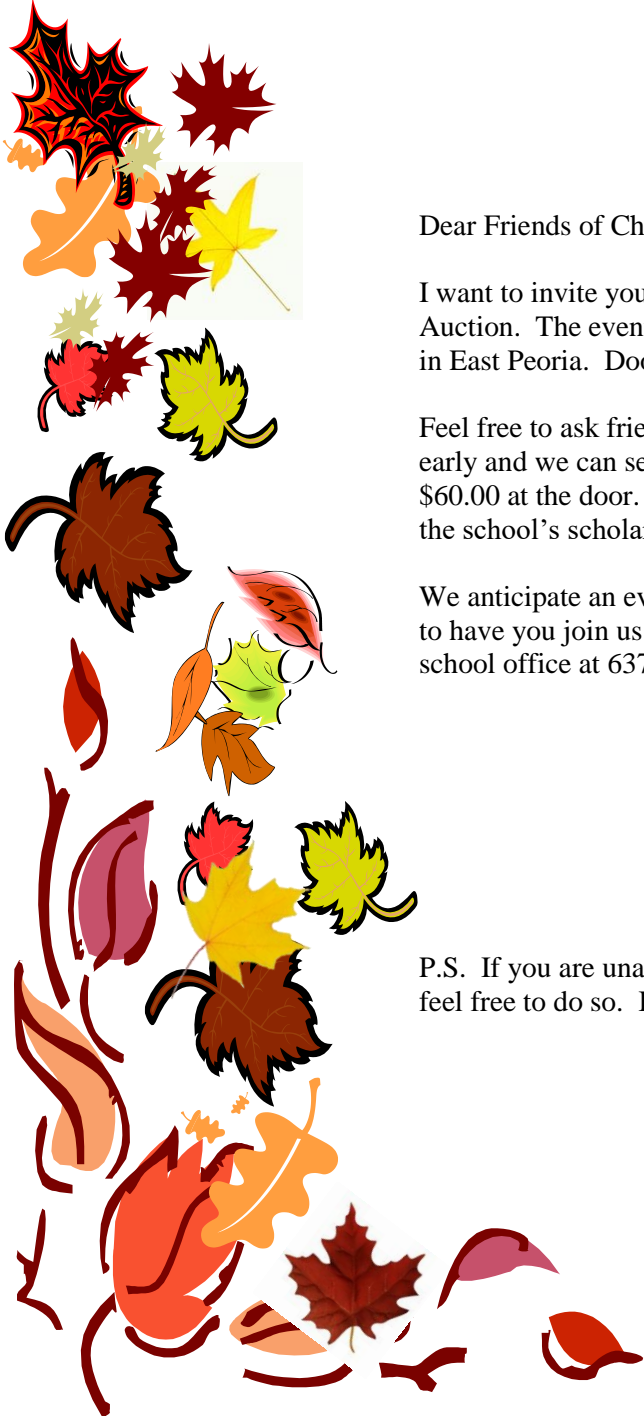 Dear Friends of Ch
I want to invite you
Auction. The even
in East Peoria. Doo
Feel free to ask frie
early and we can se
$60.00 at the door.
the school’s schola
We anticipate an ev
to have you join us
school office at 637
P.S. If you are una
feel free to do so. I